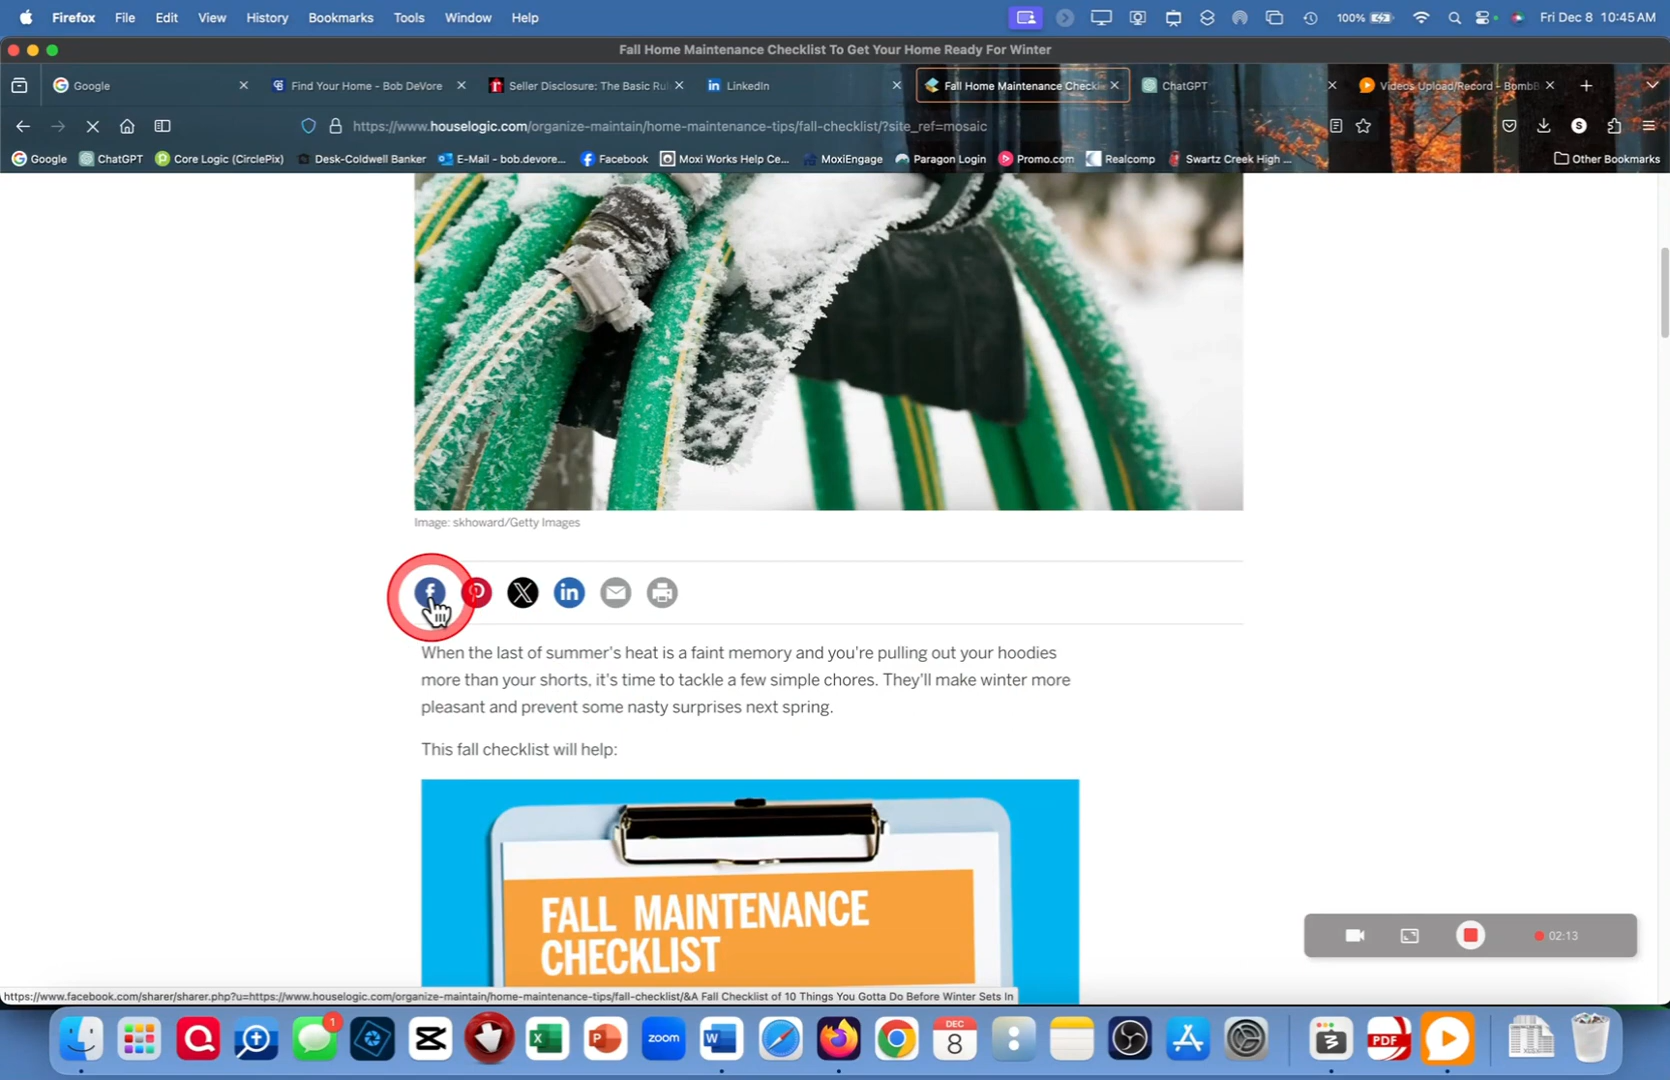 Firefox File Edit View History Bookmarks Tools Window Help 100% Fri Dec 8 10:45 AM
Fall Home Maintenance Checklist To Get Your Home Ready For Winter
Google Find Your Home - Bob DeVore Seller Disclosure: The Basic Ru LinkedIn Fall Home Maintenance Checkli ChatGPT Videos Upload/Record - BombB
https://www.houselogic.com/organize-maintain/home-maintenance-tips/fall-checklist/?site_ref=mosaic S
Google ChatGPT Core Logic (CirclePix) Desk-Coldwell Banker E-Mail - bob.devore... Facebook Moxi Works Help Ce... MoxiEngage Paragon Login Promo.com Realcomp Swartz Creek High ... Other Bookmarks
Image: skhoward/Getty Images
When the last of summer's heat is a faint memory and you're pulling out your hoodies
more than your shorts, it's time to tackle a few simple chores. They'll make winter more
pleasant and prevent some nasty surprises next spring.
This fall checklist will help:
FALL MAINTENANCE
CHECKLIST
02:13
https://www.facebook.com/sharer/sharer.php?u=https://www.houselogic.com/organize-maintain/home-maintenance-tips/fall-checklist/&A Fall Checklist of 10 Things You Gotta Do Before Winter Sets In
1 zoom DEC 8 PDF